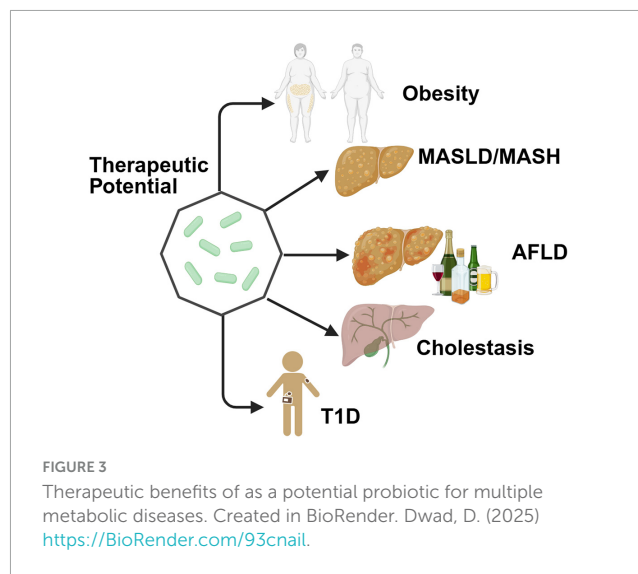 Obesity
Therapeutic
Potential
MASLD/MASH
AFLD
Cholestasis
T1D
FIGURE 3
Therapeutic benefits of as a potential probiotic for multiple
metabolic diseases. Created in BioRender. Dwad, D. (2025)
https://BioRender.com/93cnail.